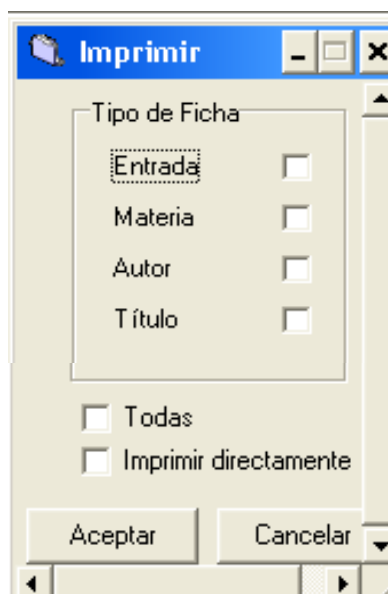 Imprimir
Tipo de Ficha
Entrada
Materia
Autor
Título
Todas
Imprimir directamente
Aceptar Cancelar